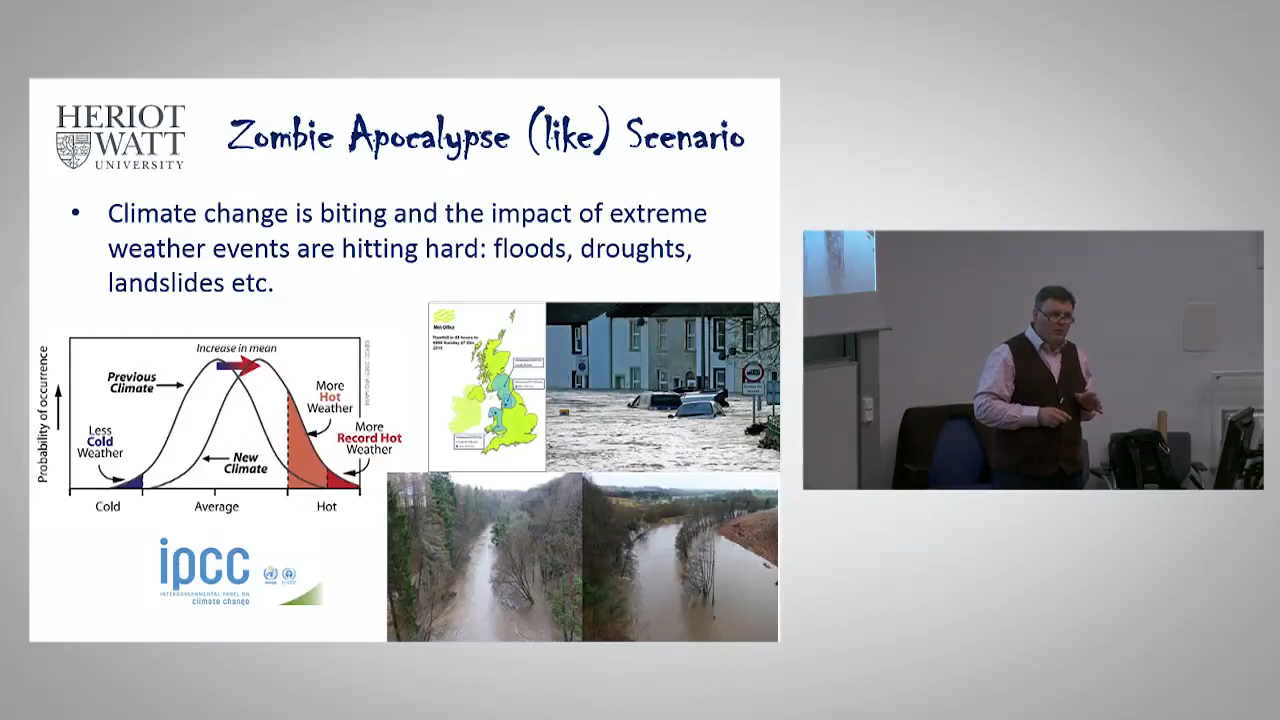 HERIOT
WATT
UNIVERSITY
Zombie Apocalypse (like) Scenario
• Climate change is biting and the impact of extreme
weather events are hitting hard: floods, droughts,
landslides etc.
Increase in mean
Previous
Climate
Probability of occurrence
More
Hot
Weather
Less
Cold
Weather
More
Record Hot
Weather
New
Climate
Cold
Average
Hot
Met Office
ipcc
INTERGOVERNMENTAL PANEL ON
climate change